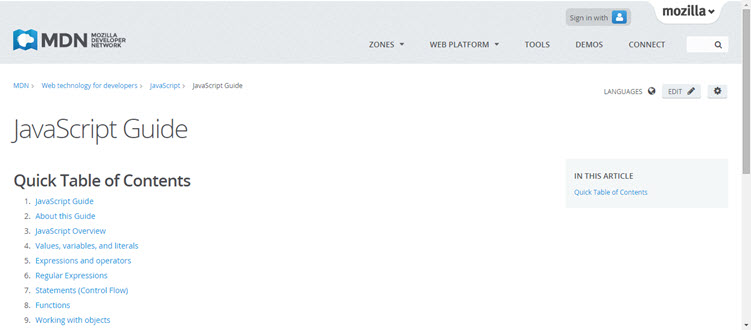 Sign in with
mozilla
MDN MOZILLA DEVELOPER NETWORK
ZONES WEB PLATFORM TOOLS DEMOS CONNECT
MDN › Web technology for developers › JavaScript › JavaScript Guide
LANGUAGES EDIT
JavaScript Guide
Quick Table of Contents
1. JavaScript Guide
2. About this Guide
3. JavaScript Overview
4. Values, variables, and literals
5. Expressions and operators
6. Regular Expressions
7. Statements (Control Flow)
8. Functions
9. Working with objects
IN THIS ARTICLE
Quick Table of Contents